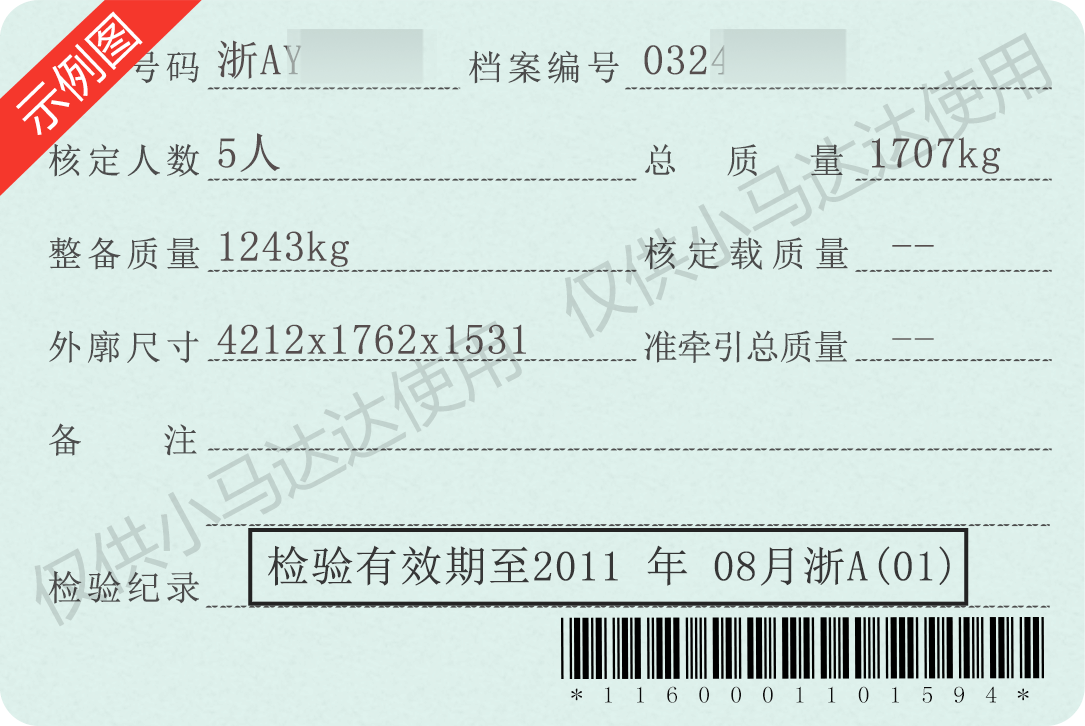 示例图
号码 浙AY 档案编号 0324
核定人数 5人 总质量 1707kg
整备质量 1243kg 核定载质量 --
外廓尺寸 4212x1762x1531 准牵引总质量 --
备注
检验纪录 检验有效期至2011 年 08月浙A(01)
*1160001101594*
仅供小马达达使用
仅供小马达达使用